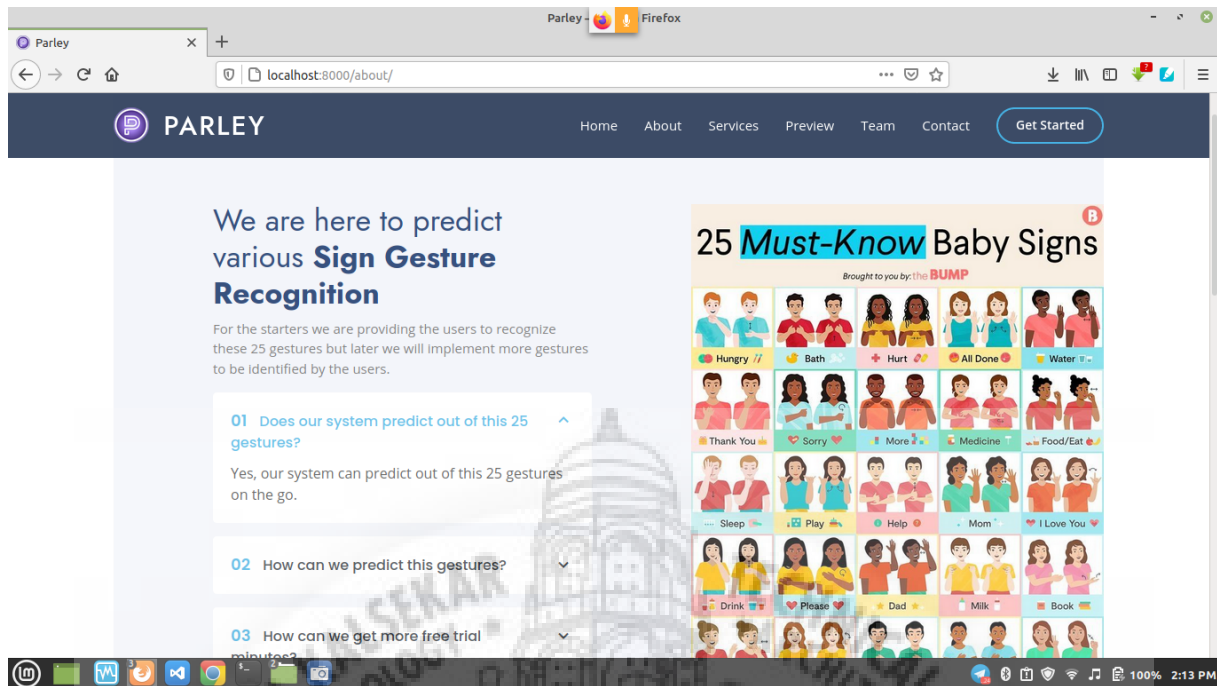 Parley - Firefox
Parley
localhost:8000/about/
PARLEY
Home About Services Preview Team Contact Get Started
We are here to predict
various Sign Gesture
Recognition
For the starters we are providing the users to recognize
these 25 gestures but later we will implement more gestures
to be identified by the users.
01 Does our system predict out of this 25
gestures?
Yes, our system can predict out of this 25 gestures
on the go.
02 How can we predict this gestures?
03 How can we get more free trial
minutes?
B
25 Must-Know Baby Signs
Brought to you by: the BUMP
Hungry Bath Hurt All Done Water
Thank You Sorry More Medicine Food/Eat
Sleep Play Help Mom I Love You
Drink Please Dad Milk Book
100% 2:13 PM